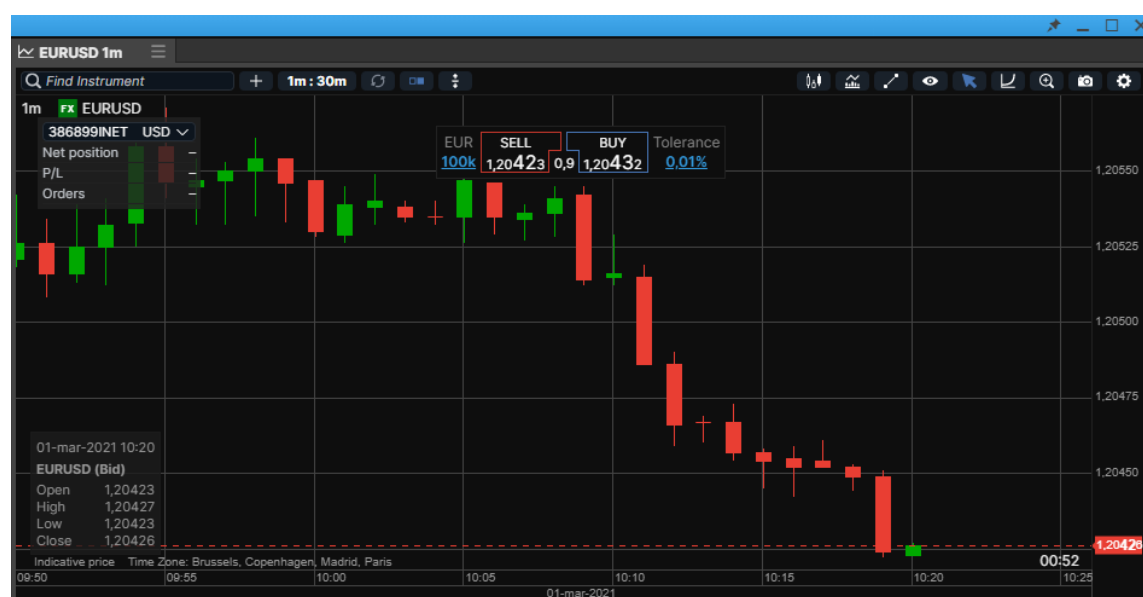 EURUSD 1m
Find Instrument
+ 1m : 30m
1m FX EURUSD
386899INET USD
Net position –
P/L –
Orders –
EUR SELL BUY Tolerance
100k 1,20423 0,9 1,20432 0,01%
1,20550
1,20525
1,20500
1,20475
1,20450
01-mar-2021 10:20
EURUSD (Bid)
Open 1,20423
High 1,20427
Low 1,20423
Close 1,20426
1,20426
Indicative price Time Zone: Brussels, Copenhagen, Madrid, Paris
00:52
09:50 09:55 10:00 10:05 10:10 10:15 10:20 10:25
01-mar-2021